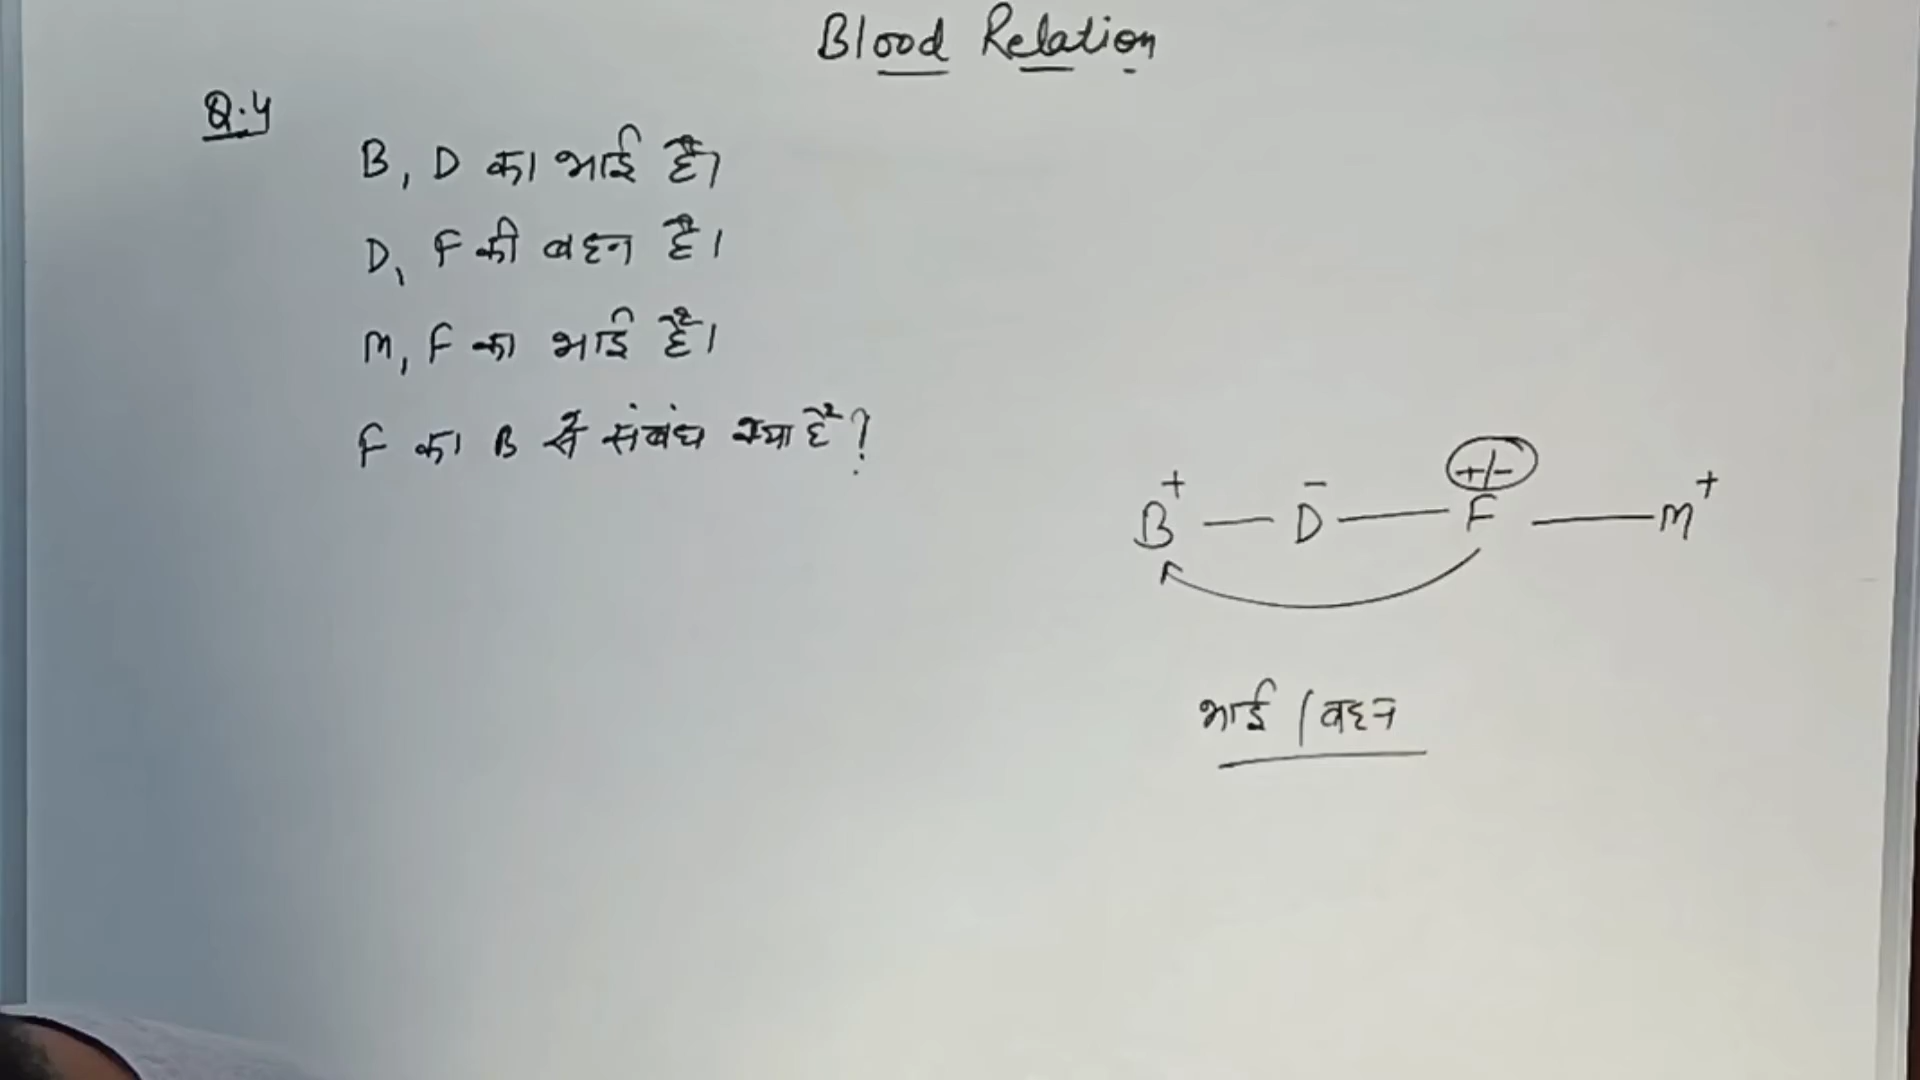 Blood Relation
Q.4
B, D का भाई है।
D, F की बहन है।
M, F का भाई है।
F का B से संबंध क्या है?
+ - +/- +
B — D — F — M
भाई / बहन